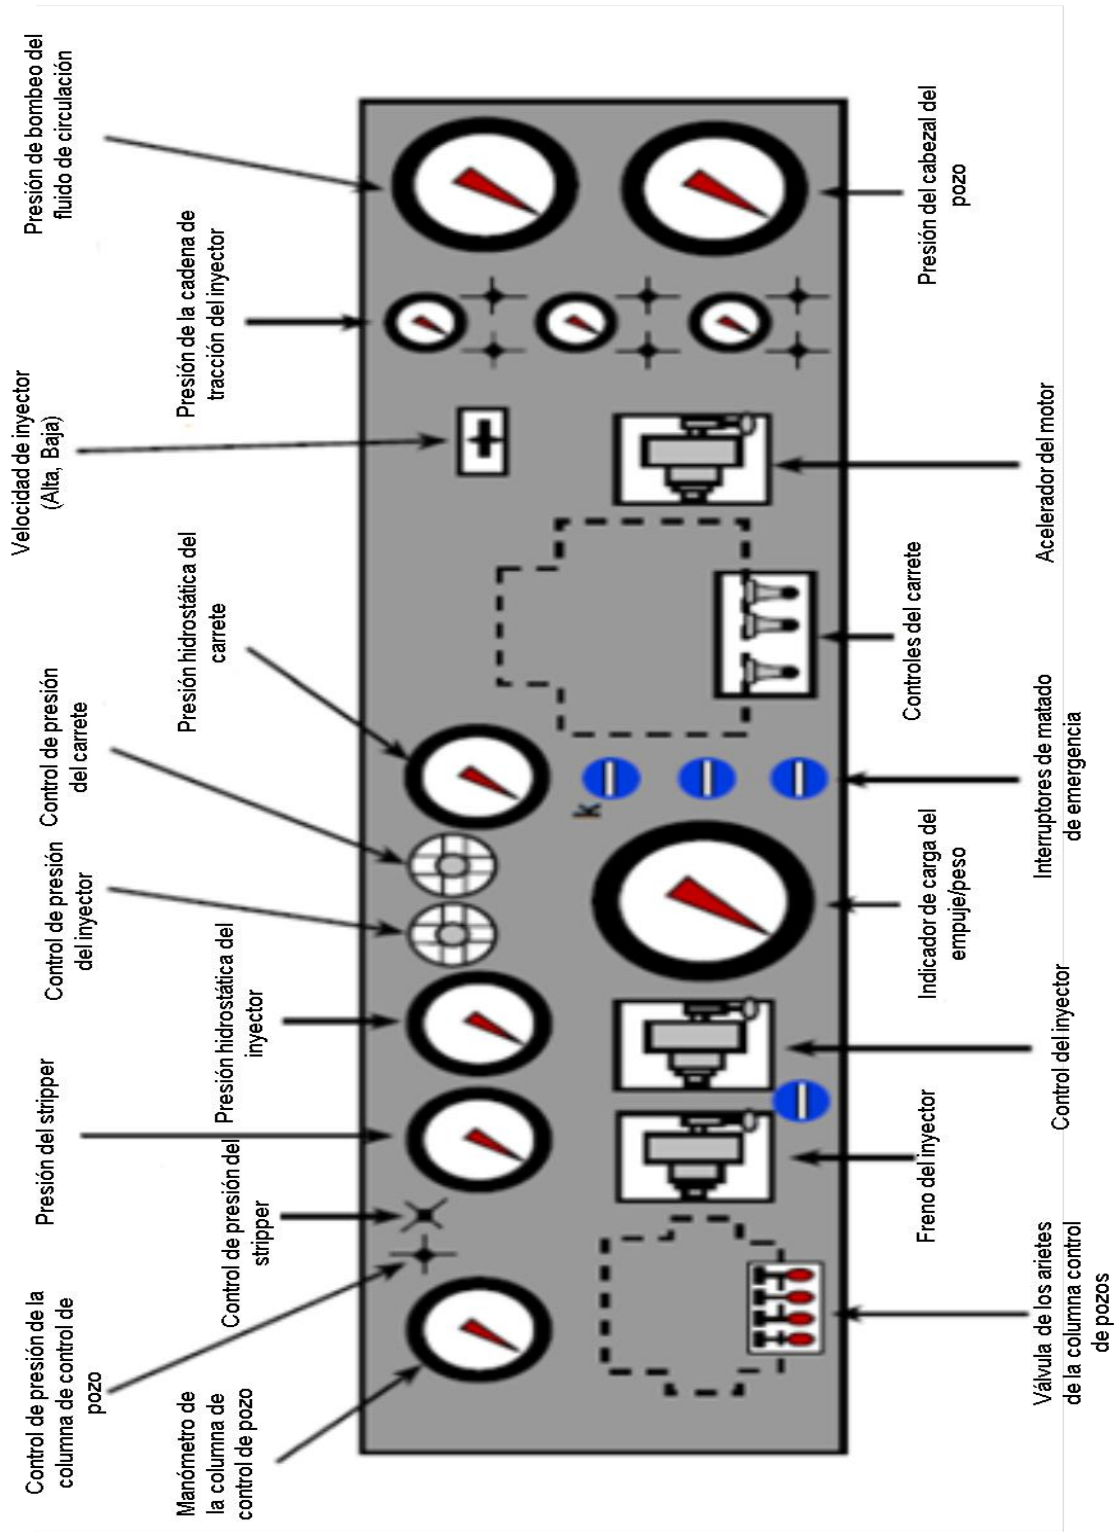 Control de presión de la
columna de control de
pozo
Manómetro de
la columna de
control de pozo
Presión del stripper
Control de presión del
stripper
Presión hidrostática del
inyector
Control de presión
del inyector
Control de presión
del carrete
Presión hidrostática del
carrete
Velocidad de inyector
(Alta, Baja)
Presión de la cadena de
tracción del inyector
Presión de bombeo del
fluido de circulación
k
Válvula de los arietes
de la columna control
de pozos
Freno del inyector
Control del inyector
Indicador de carga del
empuje/peso
Interruptores de matado
de emergencia
Controles del carrete
Acelerador del motor
Presión del cabezal del
pozo